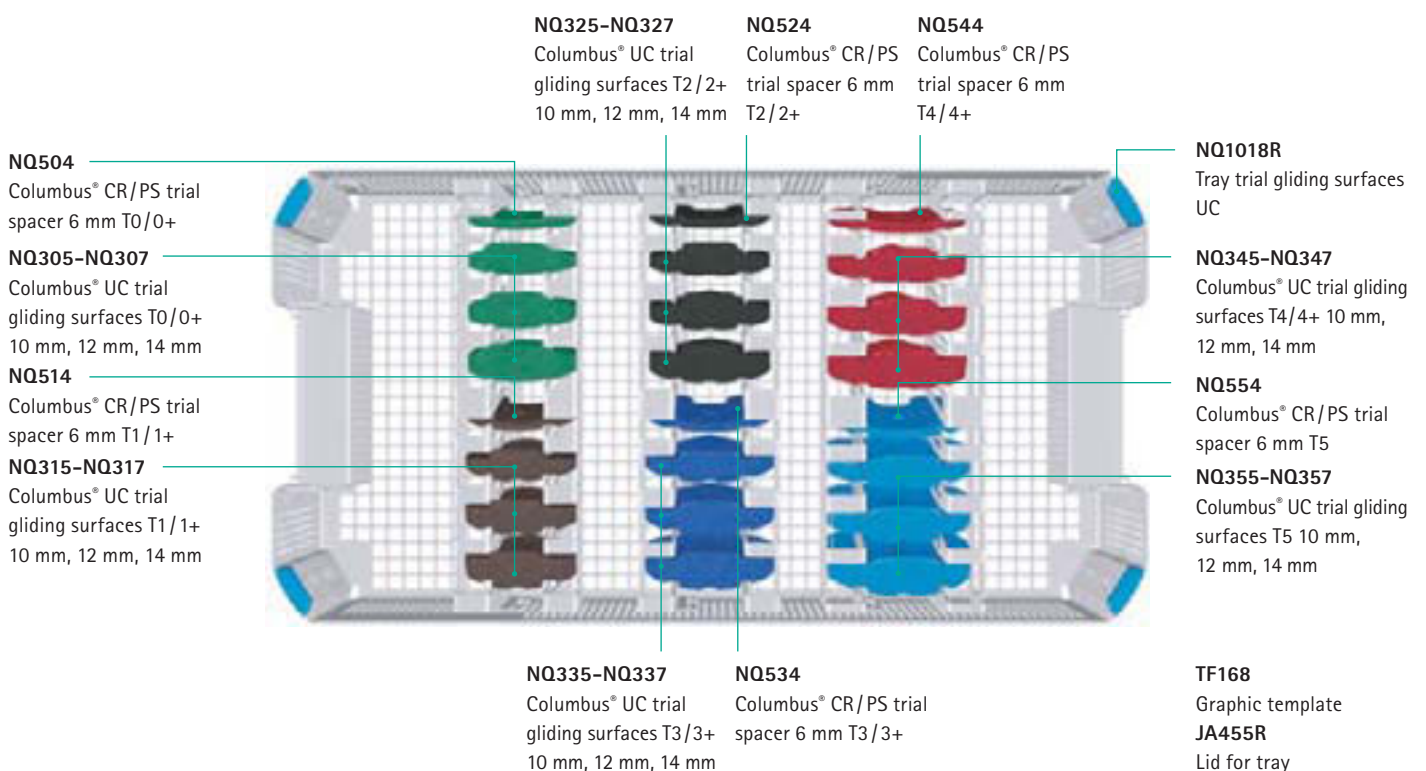 NQ325-NQ327
Columbus® UC trial
gliding surfaces T2/2+
10 mm, 12 mm, 14 mm
NQ524
Columbus® CR/PS
trial spacer 6 mm
T2/2+
NQ544
Columbus® CR/PS
trial spacer 6 mm
T4/4+
NQ504
Columbus® CR/PS trial
spacer 6 mm T0/0+
NQ305-NQ307
Columbus® UC trial
gliding surfaces T0/0+
10 mm, 12 mm, 14 mm
NQ514
Columbus® CR/PS trial
spacer 6 mm T1/1+
NQ315-NQ317
Columbus® UC trial
gliding surfaces T1/1+
10 mm, 12 mm, 14 mm
NQ1018R
Tray trial gliding surfaces
UC
NQ345-NQ347
Columbus® UC trial gliding
surfaces T4/4+ 10 mm,
12 mm, 14 mm
NQ554
Columbus® CR/PS trial
spacer 6 mm T5
NQ355-NQ357
Columbus® UC trial gliding
surfaces T5 10 mm,
12 mm, 14 mm
NQ335-NQ337
Columbus® UC trial
gliding surfaces T3/3+
10 mm, 12 mm, 14 mm
NQ534
Columbus® CR/PS trial
spacer 6 mm T3/3+
TF168
Graphic template
JA455R
Lid for tray